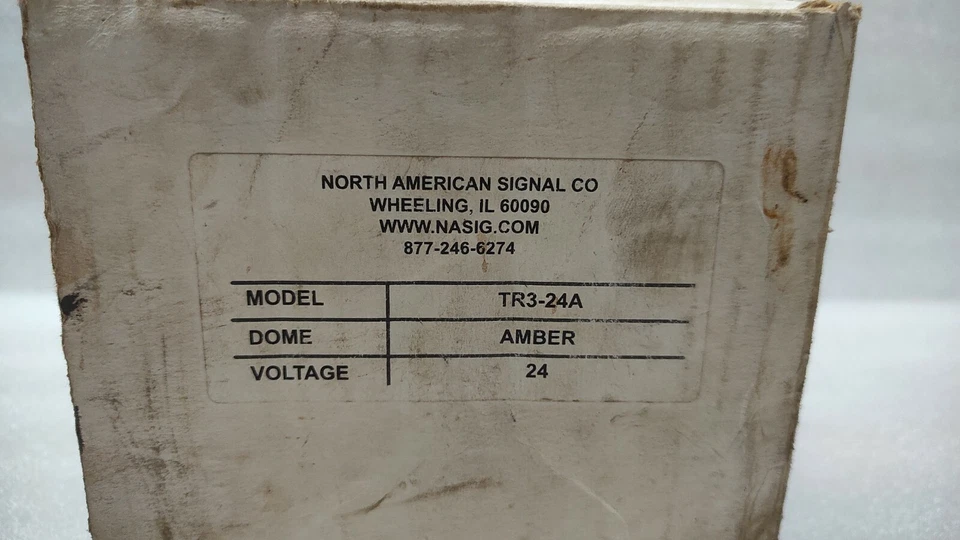 NORTH AMERICAN SIGNAL CO
WHEELING, IL 60090
WWW.NASIG.COM
877-246-6274
MODEL TR3-24A
DOME AMBER
VOLTAGE 24